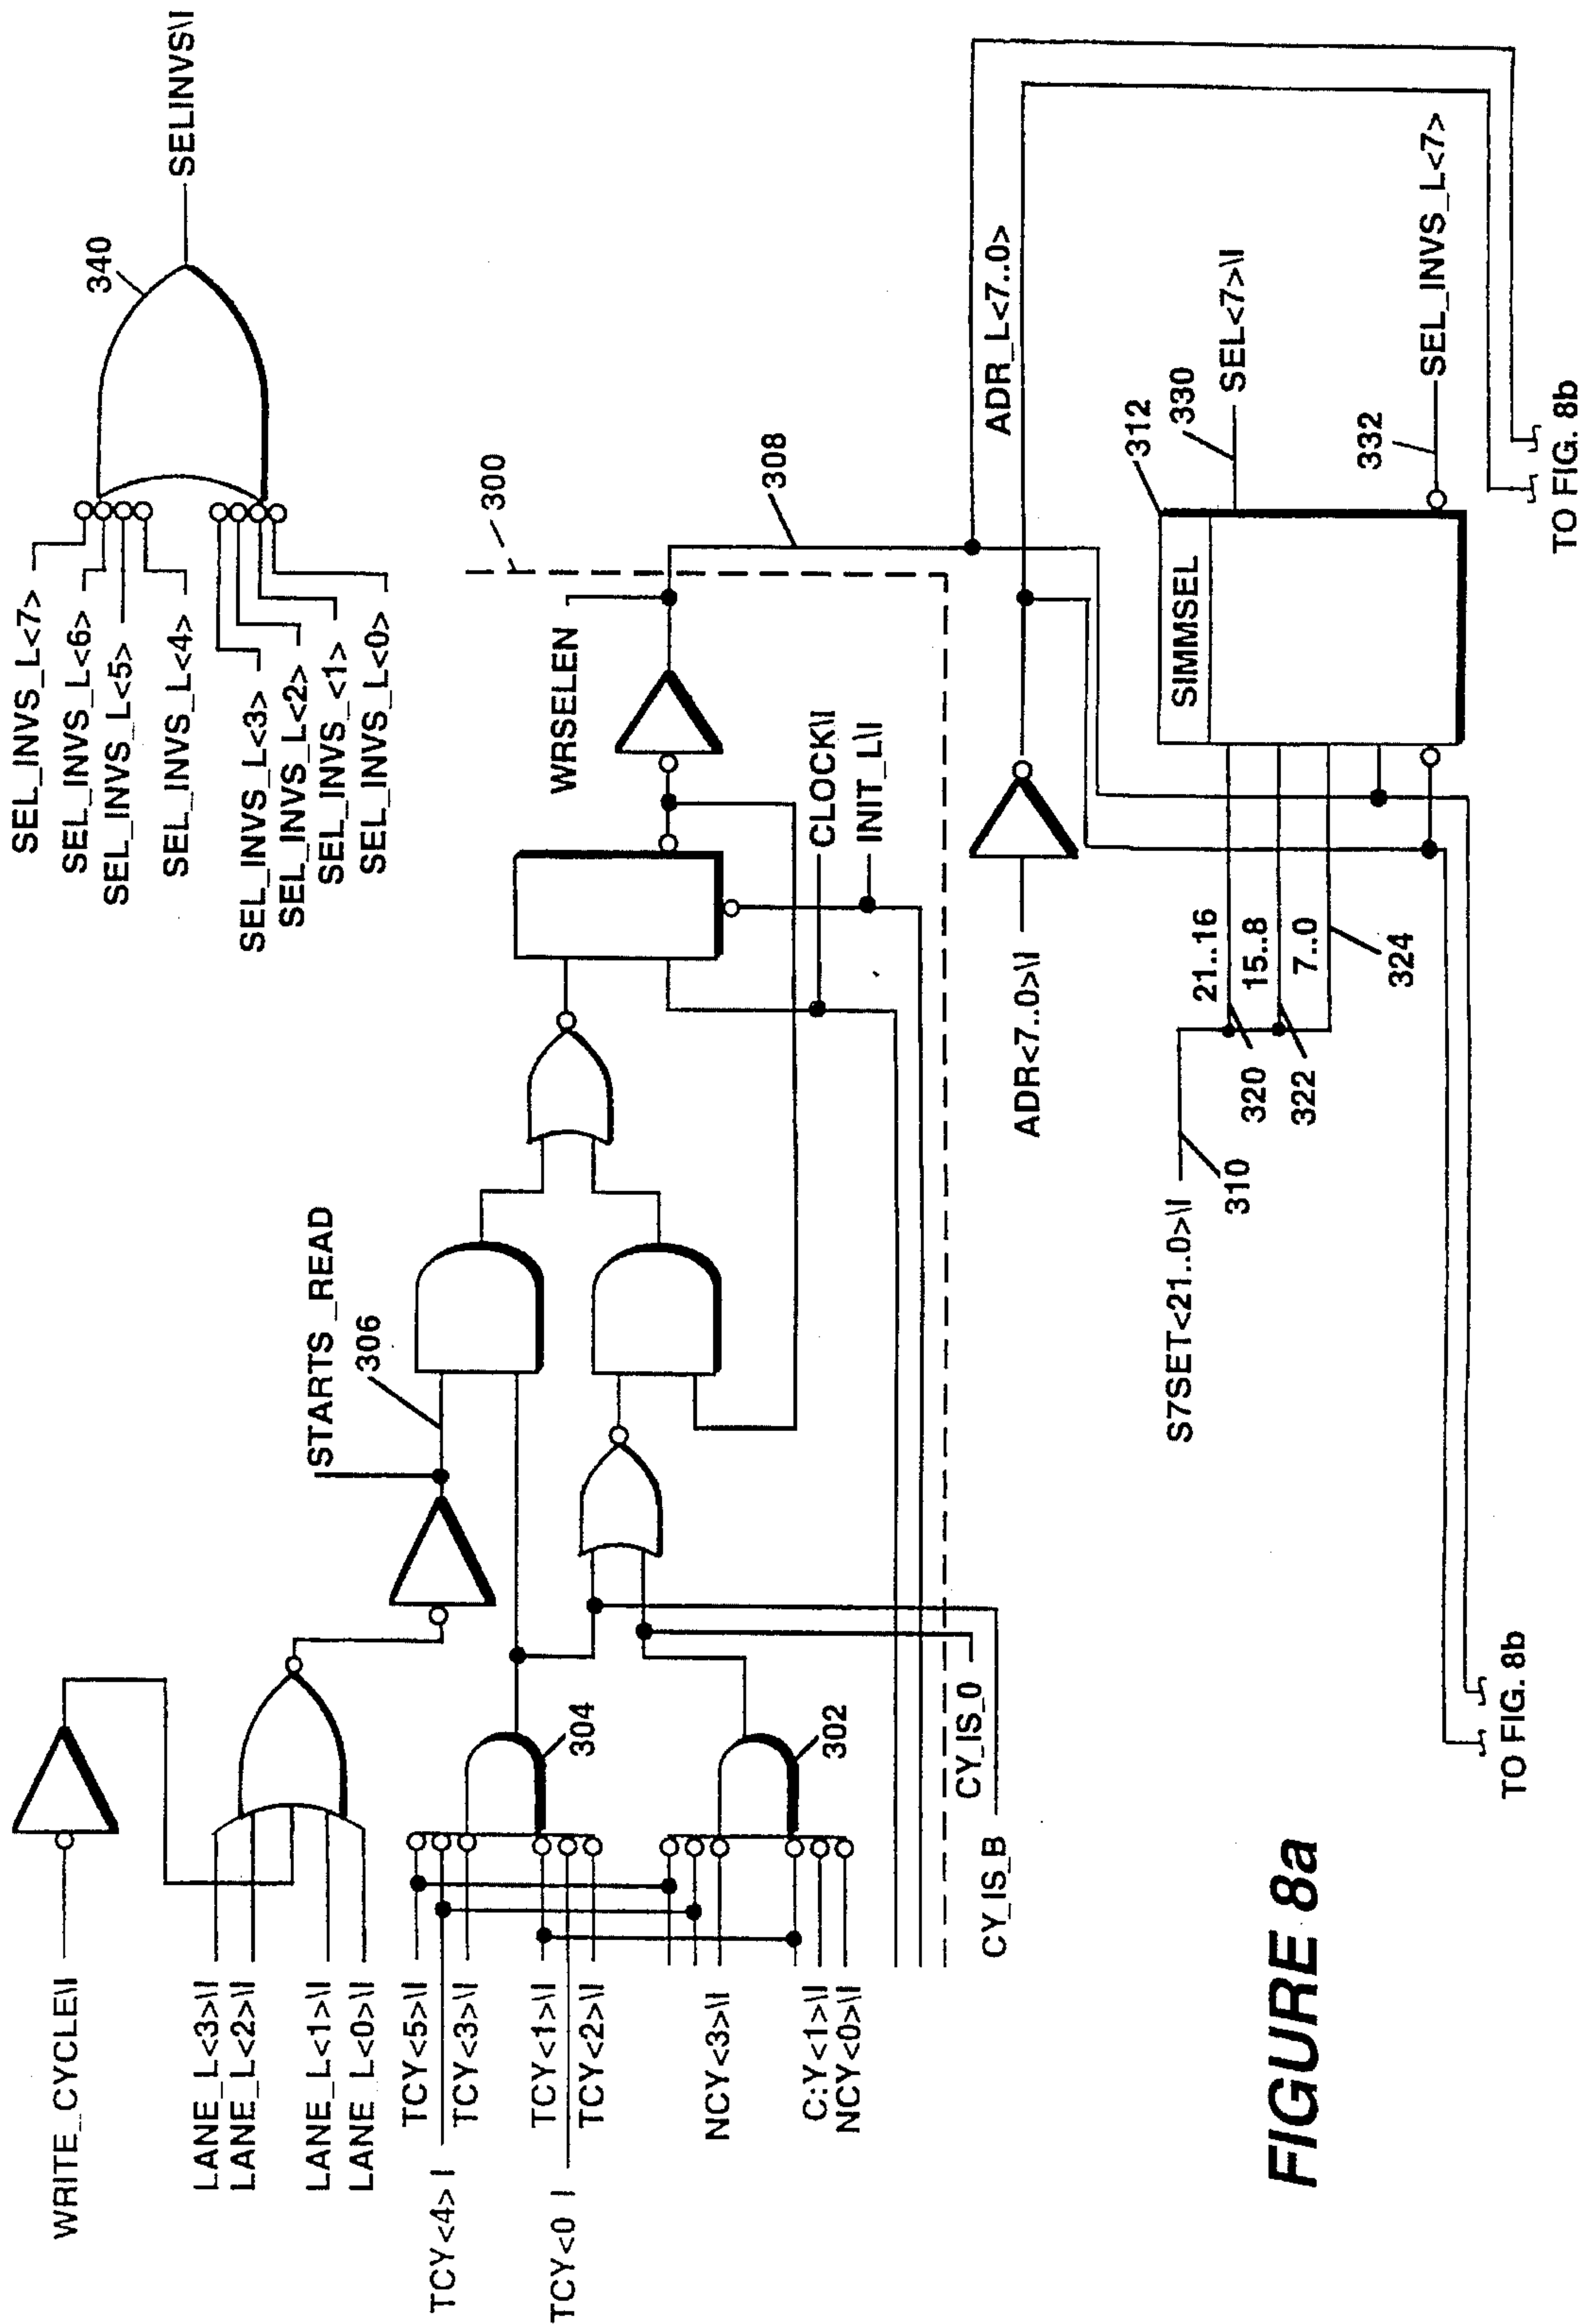 WRITE_CYCLE\I
LANE_L<3>\I
LANE_L<2>\I
LANE_L<1>\I
LANE_L<0>\I
TCY<5>\I
TCY<4> I
TCY<3>\I
TCY<1>\I
TCY<0 I
TCY<2>\I
NCY<3>\I
C:Y<1>\I
NCY<0>\I
304
302
CY_IS_0
CY_IS_B
STARTS_READ
306
WRSELEN
CLOCK\I
INIT_L\I
300
308
SEL_INVS_L<7>
SEL_INVS_L<6>
SEL_INVS_L<5>
SEL_INVS_L<4>
SEL_INVS_L<3>
SEL_INVS_L<2>
SEL_INVS_<1>
SEL_INVS_L<0>
340
SELINVS\I
ADR<7..0>\I
ADR_L<7..0>
S7SET<21..0>\I
310
21..16
320
15..8
322
7..0
324
SIMMSEL
312
330
SEL<7>\I
332
SEL_INVS_L<7>
TO FIG. 8b
TO FIG. 8b
FIGURE 8a